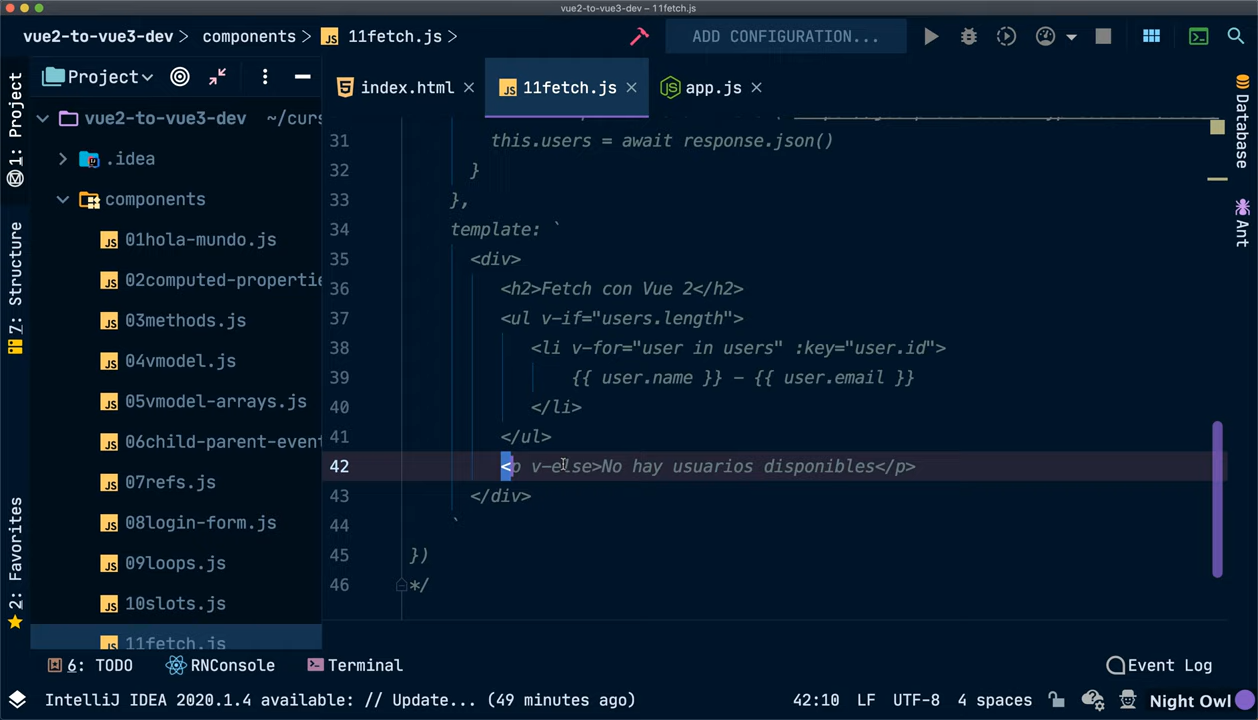 vue2-to-vue3-dev – 11fetch.js
vue2-to-vue3-dev > components > 11fetch.js >
ADD CONFIGURATION...
Project
index.html
11fetch.js
app.js
1: Project
7: Structure
2: Favorites
Database
Ant
vue2-to-vue3-dev ~/curs
.idea
components
01hola-mundo.js
02computed-propertie
03methods.js
04vmodel.js
05vmodel-arrays.js
06child-parent-event
07refs.js
08login-form.js
09loops.js
10slots.js
11fetch.js
31 this.users = await response.json()
32 }
33 },
34 template: `
35 <div>
36 <h2>Fetch con Vue 2</h2>
37 <ul v-if="users.length">
38 <li v-for="user in users" :key="user.id">
39 {{ user.name }} - {{ user.email }}
40 </li>
41 </ul>
42 <p v-else>No hay usuarios disponibles</p>
43 </div>
44 `
45 })
46 */
6: TODO
RNConsole
Terminal
Event Log
IntelliJ IDEA 2020.1.4 available: // Update... (49 minutes ago)
42:10 LF UTF-8 4 spaces
Night Owl